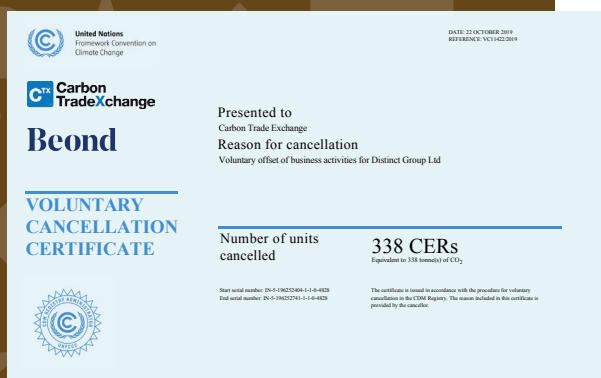 United Nations
Framework Convention on
Climate Change
DATE: 22 OCTOBER 2019
REFERENCE: VC11422/2019
CTX Carbon
TradeXchange
Beond
Presented to
Carbon Trade Exchange
Reason for cancellation
Voluntary offset of business activities for Distinct Group Ltd
VOLUNTARY
CANCELLATION
CERTIFICATE
Number of units
cancelled
338 CERs
Equivalent to 338 tonne(s) of CO2
Start serial number: IN-5-196252404-1-1-0-4828
End serial number: IN-5-196252741-1-1-0-4828
The certificate is issued in accordance with the procedure for voluntary
cancellation in the CDM Registry. The reason included in this certificate is
provided by the canceller.
CDM REGISTRY ADMINISTRATOR
UNFCCC